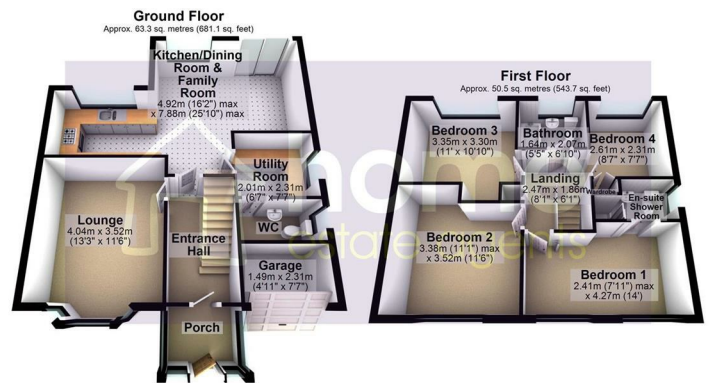 Ground Floor
Approx. 63.3 sq. metres (681.1 sq. feet)
Kitchen/Dining
Room &
Family
Room
4.92m (16'2") max
x 7.88m (25'10") max
Utility
Room
2.01m x 2.31m
(6'7" x 7'7")
Lounge
4.04m x 3.52m
(13'3" x 11'6")
Entrance
Hall
WC
Garage
1.49m x 2.31m
(4'11" x 7'7")
Porch
First Floor
Approx. 50.5 sq. metres (543.7 sq. feet)
Bedroom 3
3.35m x 3.30m
(11' x 10'10")
Bathroom
1.64m x 2.07m
(5'5" x 6'10")
Bedroom 4
2.61m x 2.31m
(8'7" x 7'7")
Landing
2.47m x 1.86m
(8'1" x 6'1")
Wardrobe
En-suite
Shower
Room
Bedroom 2
3.38m (11'1") max
x 3.52m (11'6")
Bedroom 1
2.41m (7'11") max
x 4.27m (14')
home
estate agents